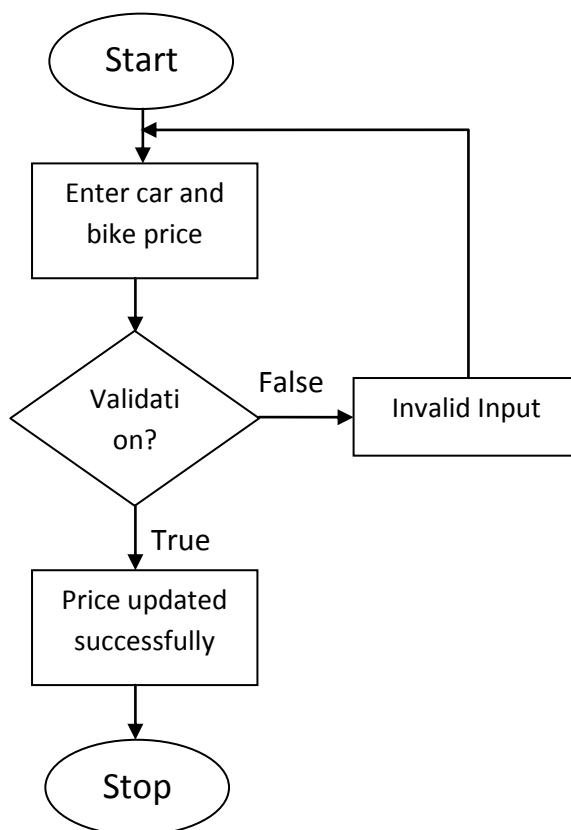 Start
Enter car and
bike price
Validati
on?
False
Invalid Input
True
Price updated
successfully
Stop